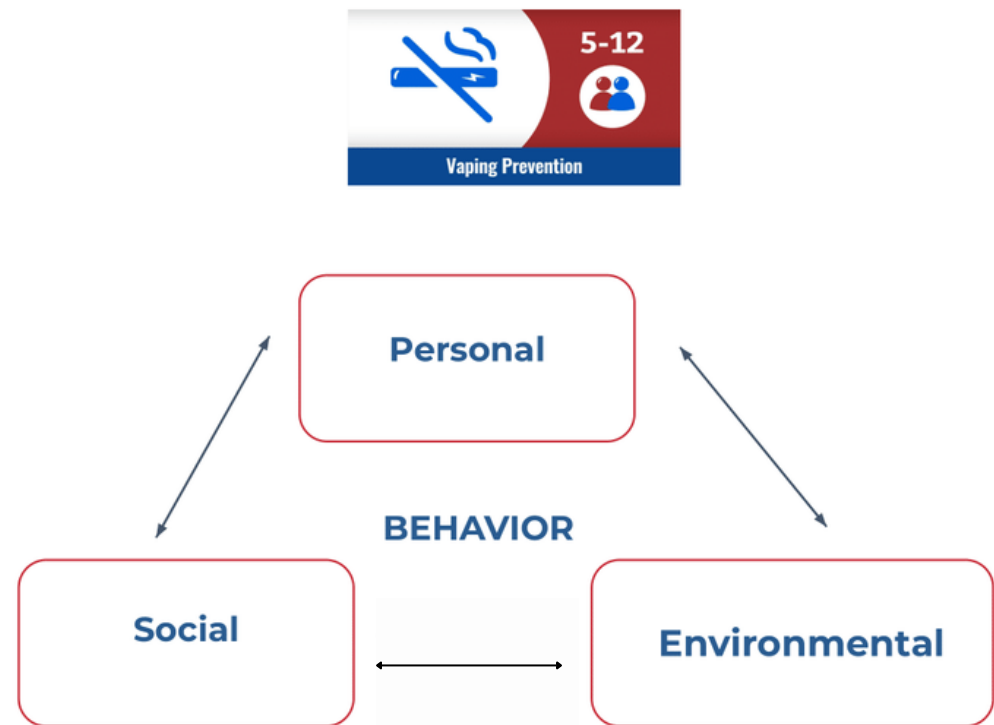 5-12
Vaping Prevention
Personal
BEHAVIOR
Social
Environmental